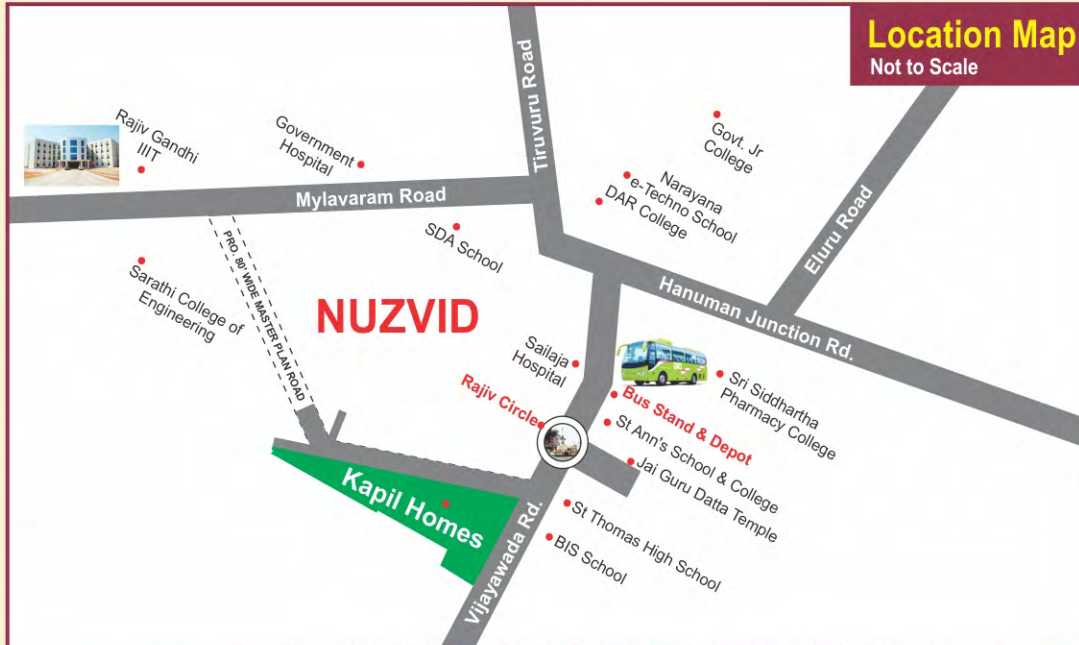 Location Map
Not to Scale
Tiruvuru Road
Rajiv Gandhi
IIIT
Government
Hospital
Govt. Jr
College
Narayana
e-Techno School
DAR College
Mylavaram Road
SDA School
Eluru Road
PRO. 80' WIDE MASTER PLAN ROAD
Sarathi College of
Engineering
NUZVID
Hanuman Junction Rd.
Sailaja
Hospital
Rajiv Circle
Bus Stand & Depot
Sri Siddhartha
Pharmacy College
St Ann's School & College
Jai Guru Datta Temple
Kapil Homes
St Thomas High School
BIS School
Vijayawada Rd.